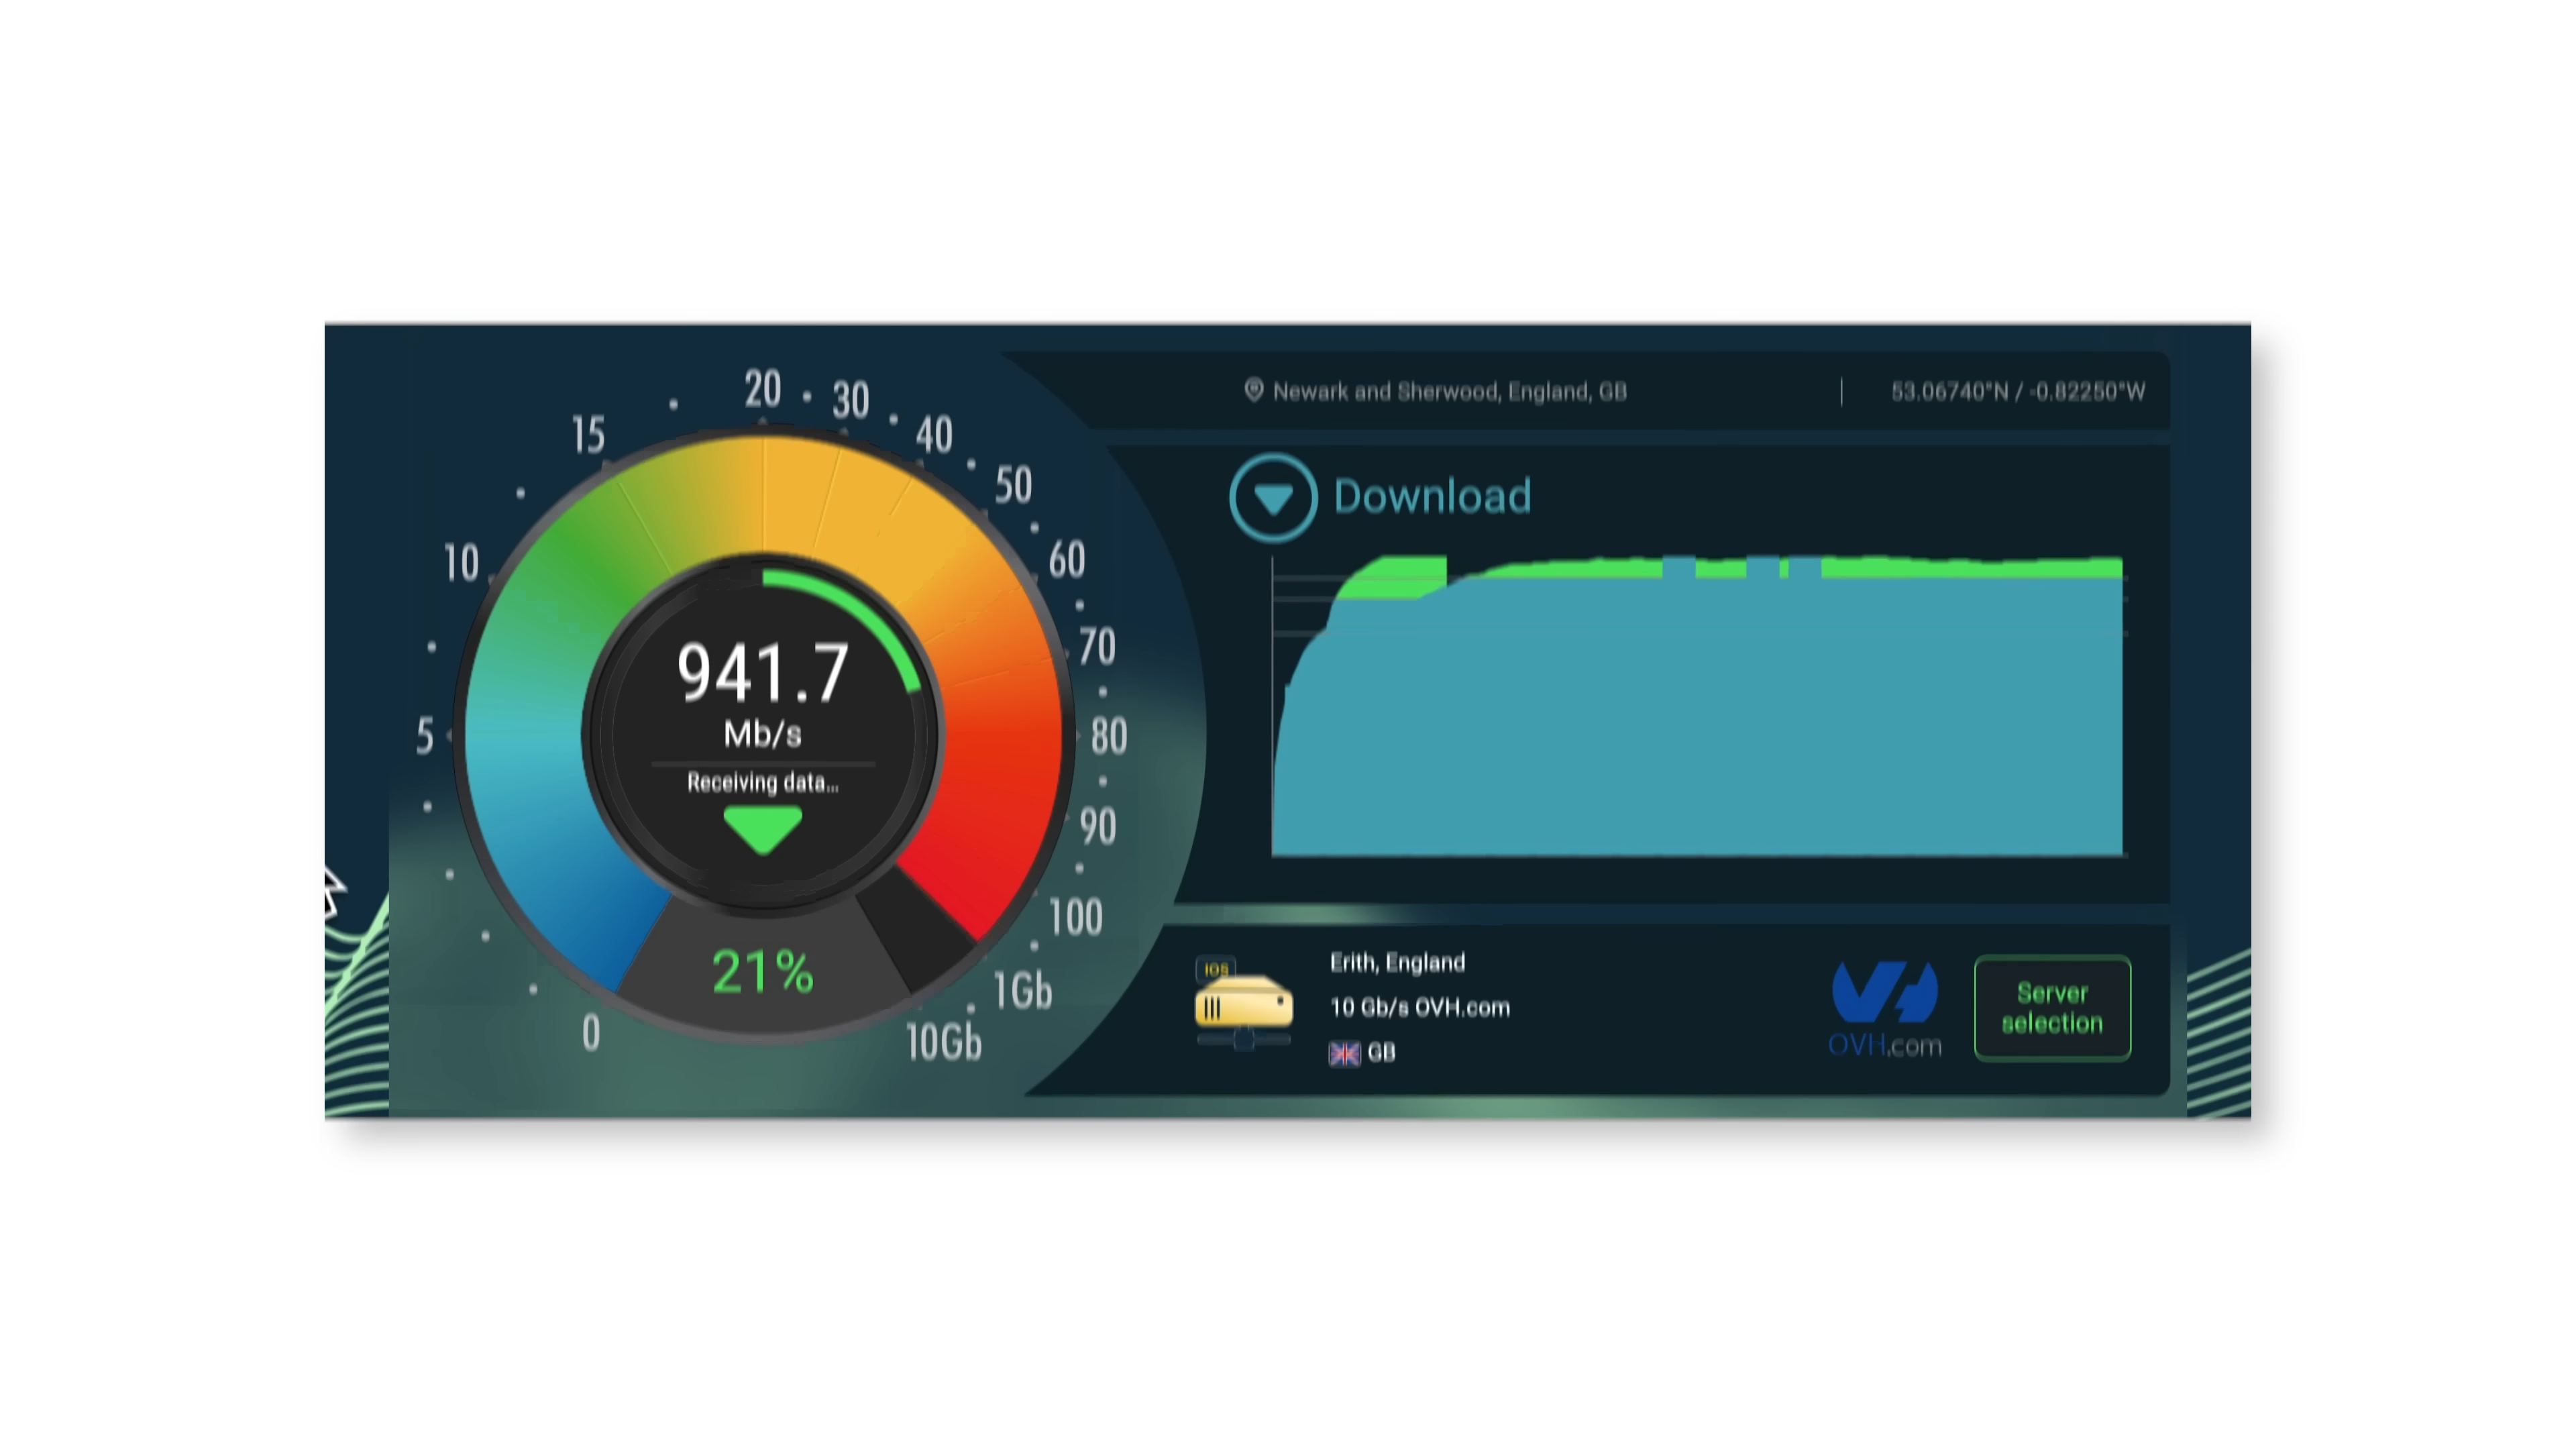 20
30
15
40
50
10
60
70
5
80
90
100
1Gb
10Gb
0
941.7
Mb/s
Receiving data...
21%
Newark and Sherwood, England, GB | 53.06740°N / -0.82250°W
Download
iOS
Erith, England
10 Gb/s OVH.com
GB
OVH.com
Server
selection